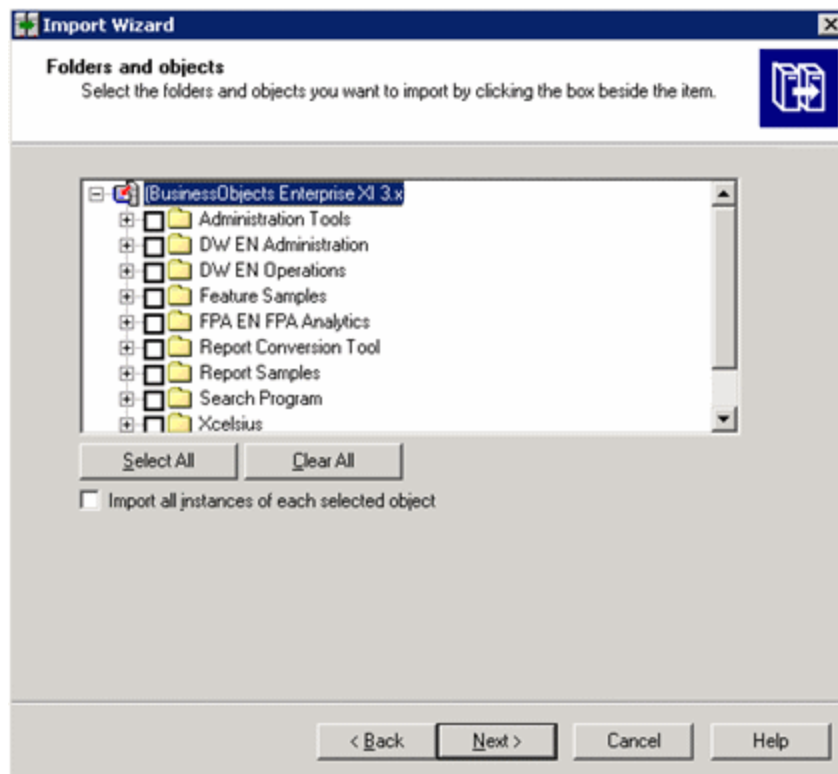 Import Wizard
Folders and objects
Select the folders and objects you want to import by clicking the box beside the item.
(BusinessObjects Enterprise XI 3.x
Administration Tools
DW EN Administration
DW EN Operations
Feature Samples
FPA EN FPA Analytics
Report Conversion Tool
Report Samples
Search Program
Xcelsius
Select All Clear All
Import all instances of each selected object
< Back Next > Cancel Help